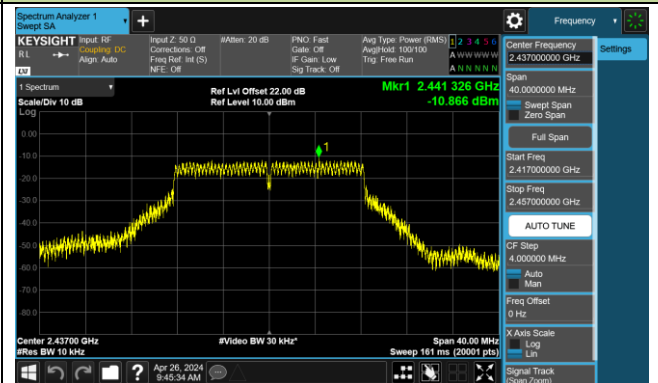 Spectrum Analyzer 1
Swept SA
Frequency
KEYSIGHT
RL
Input: RF
Coupling: DC
Align: Auto
Input Z: 50 Ω
Corrections: Off
Freq Ref: Int (S)
NFE: Off
#Atten: 20 dB
PNO: Fast
Gate: Off
IF Gain: Low
Sig Track: Off
Avg Type: Power (RMS)
Avg|Hold: 100/100
Trig: Free Run
1 2 3 4 5 6
A W W W W W
A N N N N N
1 Spectrum
Scale/Div 10 dB
Log
Ref Lvl Offset 22.00 dB
Ref Level 10.00 dBm
Mkr1 2.441 326 GHz
-10.866 dBm
1
0.00
-10.0
-20.0
-30.0
-40.0
-50.0
-60.0
-70.0
-80.0
Center 2.43700 GHz
#Res BW 10 kHz
#Video BW 30 kHz*
Span 40.00 MHz
Sweep 161 ms (20001 pts)
Apr 26, 2024
9:45:34 AM
Center Frequency
2.437000000 GHz
Settings
Span
40.0000000 MHz
Swept Span
Zero Span
Full Span
Start Freq
2.417000000 GHz
Stop Freq
2.457000000 GHz
AUTO TUNE
CF Step
4.000000 MHz
Auto
Man
Freq Offset
0 Hz
X Axis Scale
Log
Lin
Signal Track
(Span Zoom)